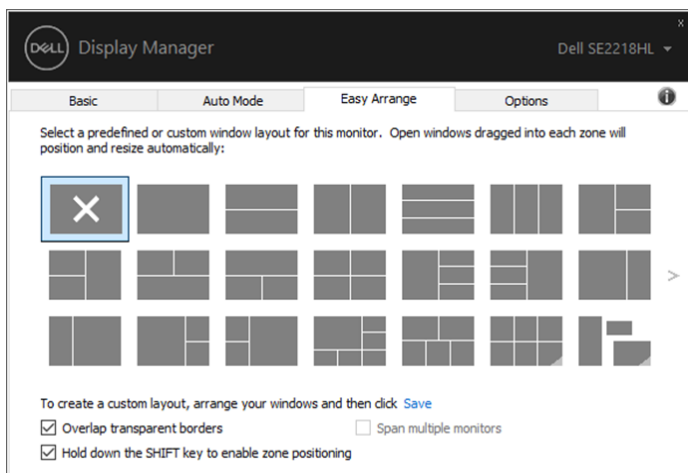 DELL Display Manager
Dell SE2218HL
x
Basic
Auto Mode
Easy Arrange
Options
i
Select a predefined or custom window layout for this monitor. Open windows dragged into each zone will
position and resize automatically:
>
To create a custom layout, arrange your windows and then click Save
Overlap transparent borders
Span multiple monitors
Hold down the SHIFT key to enable zone positioning